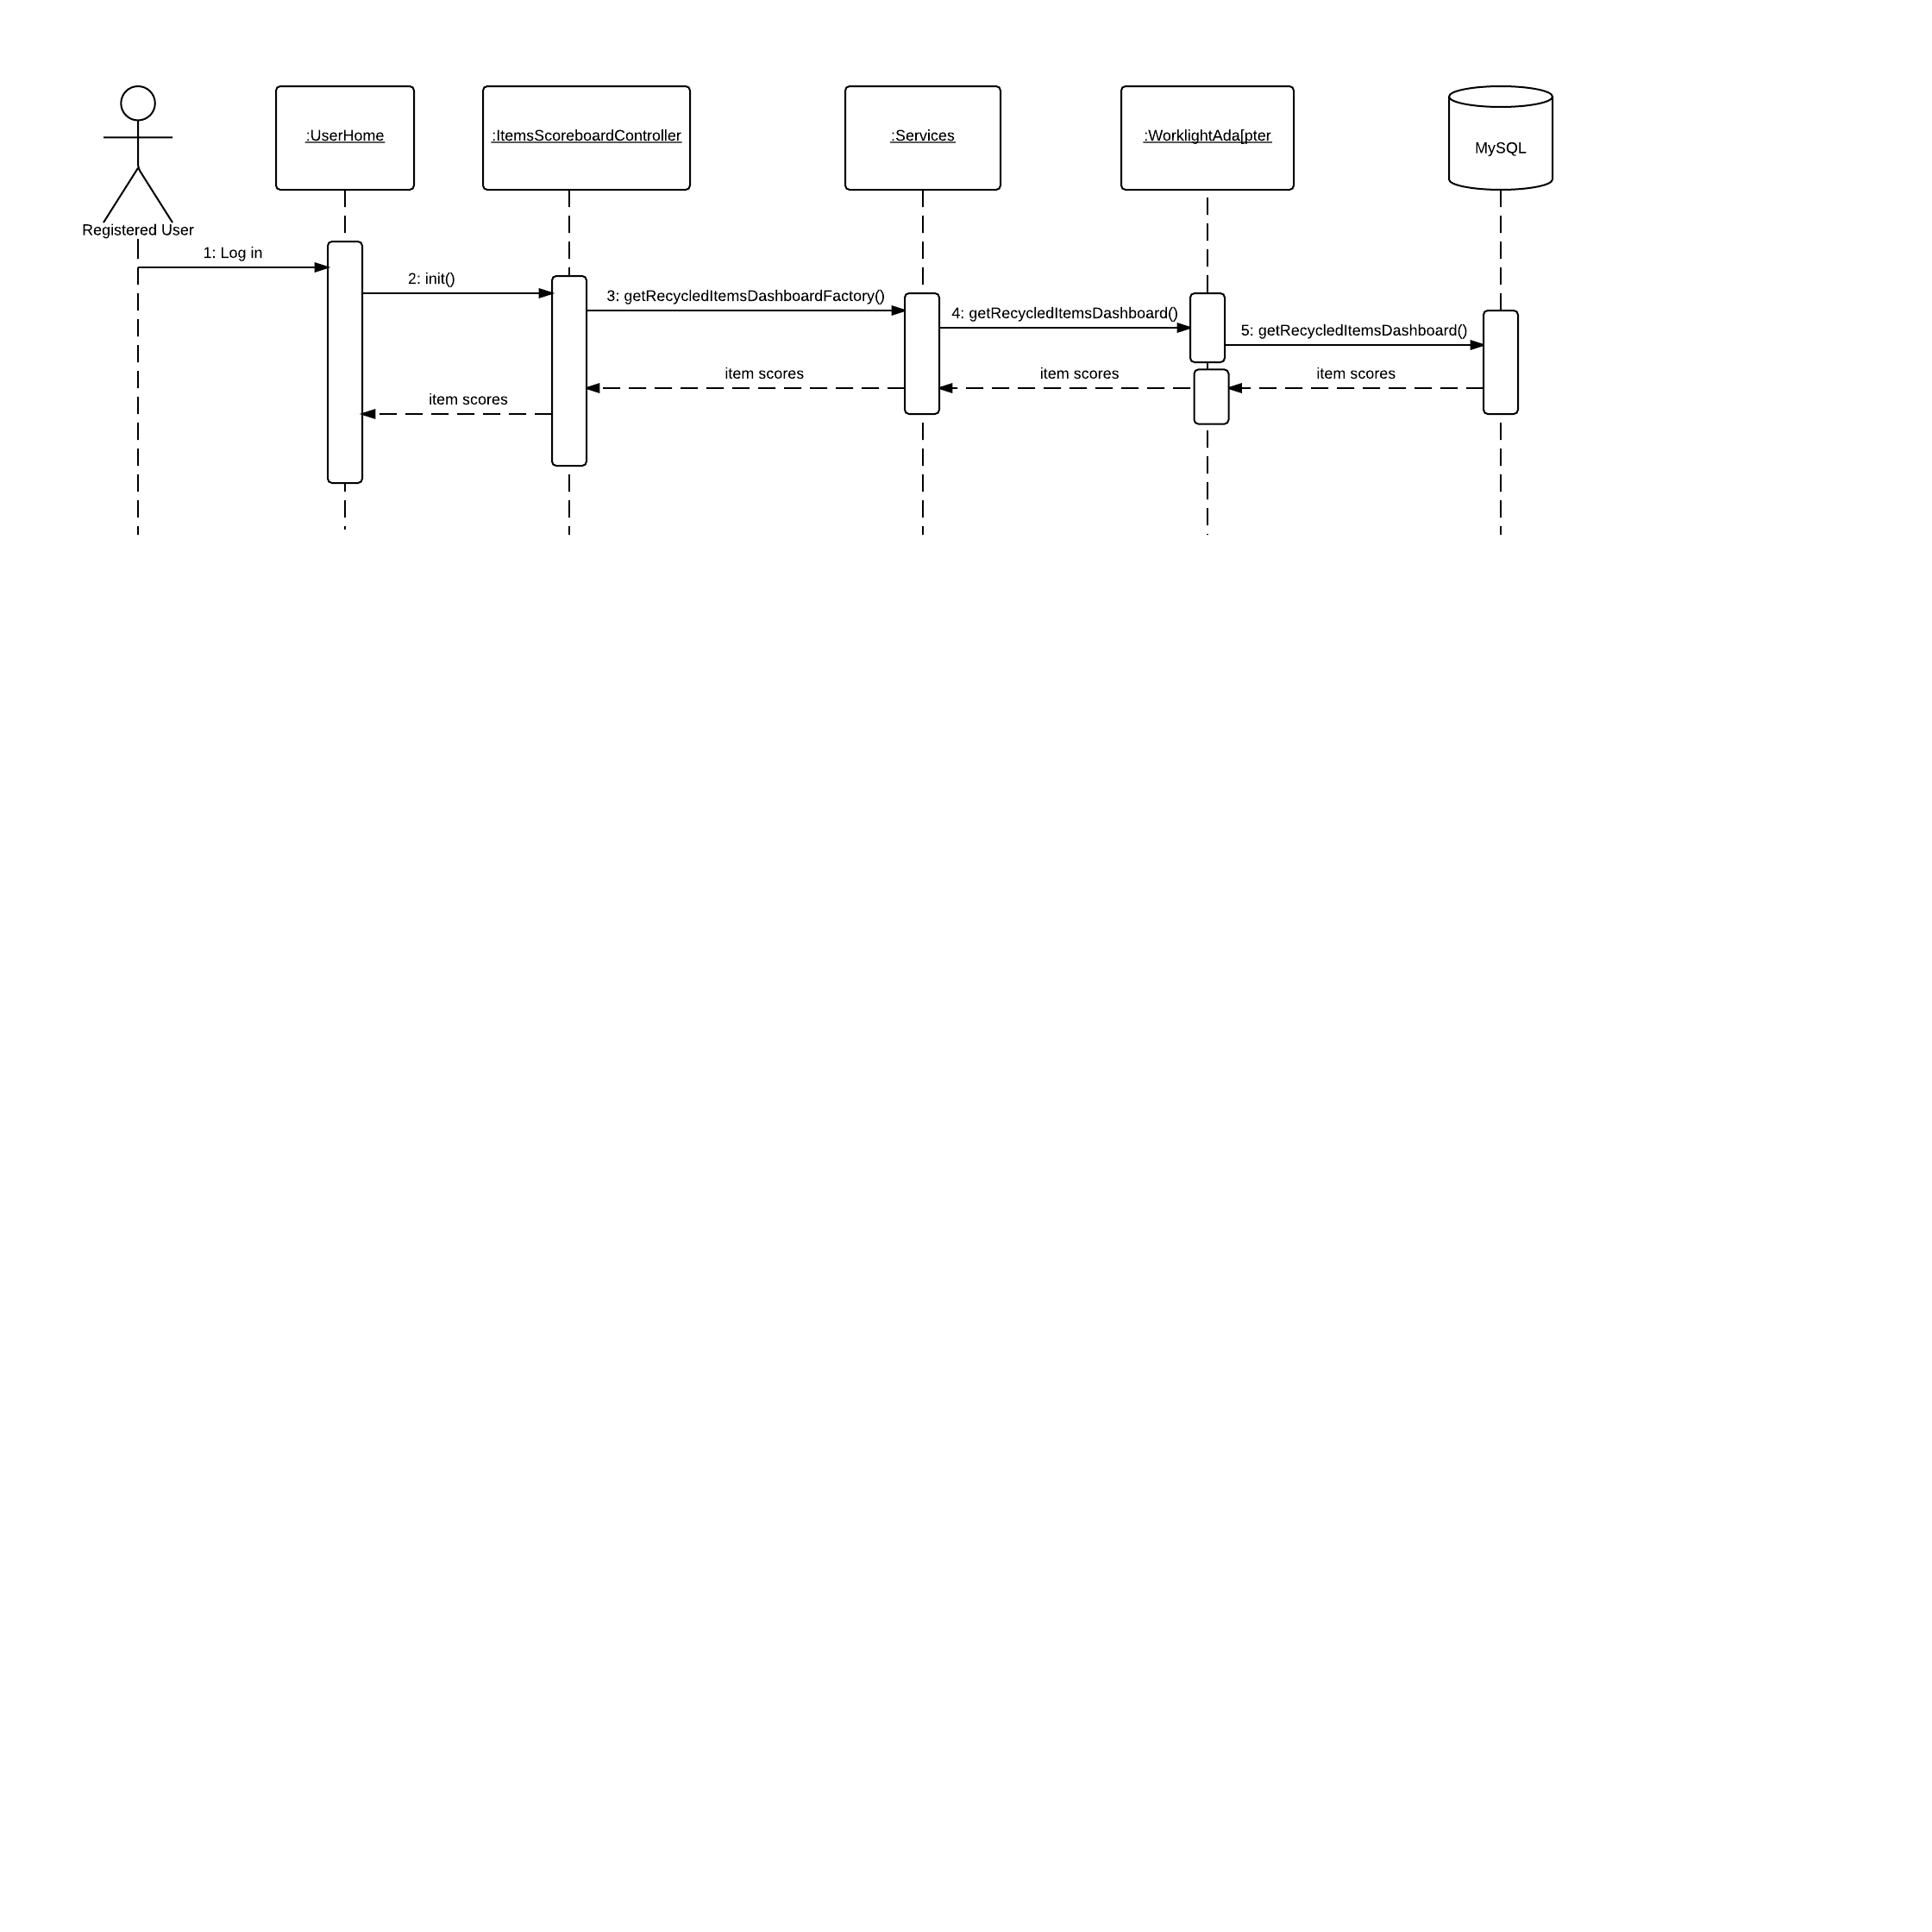 :UserHome
:ItemsScoreboardController
:Services
:WorklightAda[pter
MySQL
Registered User
1: Log in
2: init()
3: getRecycledItemsDashboardFactory()
4: getRecycledItemsDashboard()
5: getRecycledItemsDashboard()
item scores
item scores
item scores
item scores